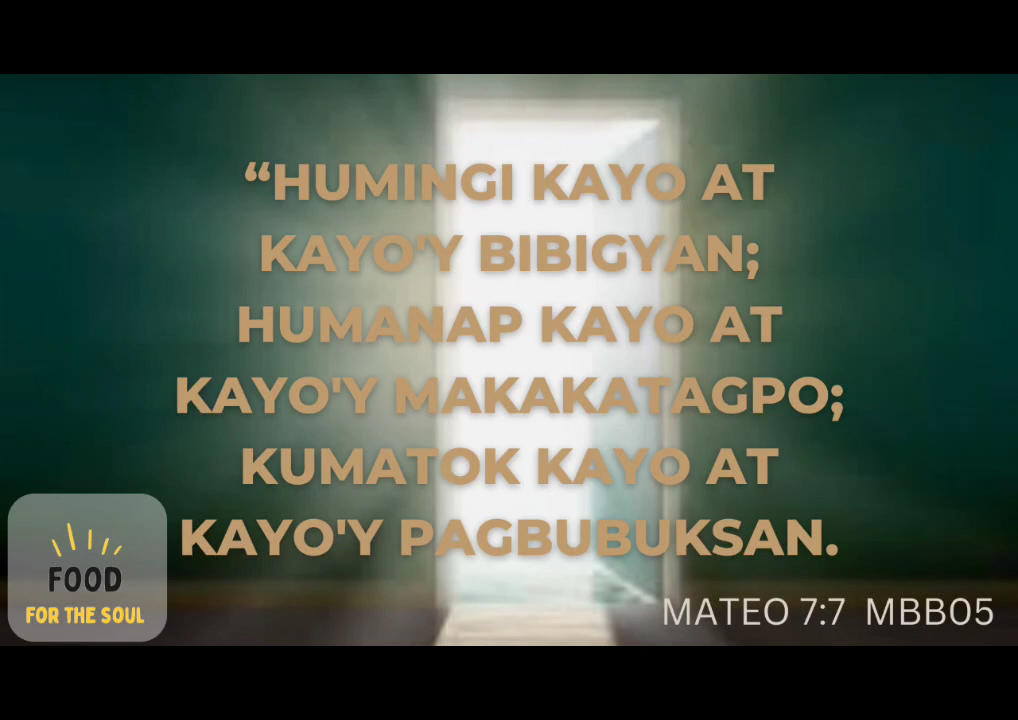 “HUMINGI KAYO AT
KAYO'Y BIBIGYAN;
HUMANAP KAYO AT
KAYO'Y MAKAKATAGPO;
KUMATOK KAYO AT
KAYO'Y PAGBUBUKSAN.
FOOD
FOR THE SOUL
MATEO 7:7 MBB05